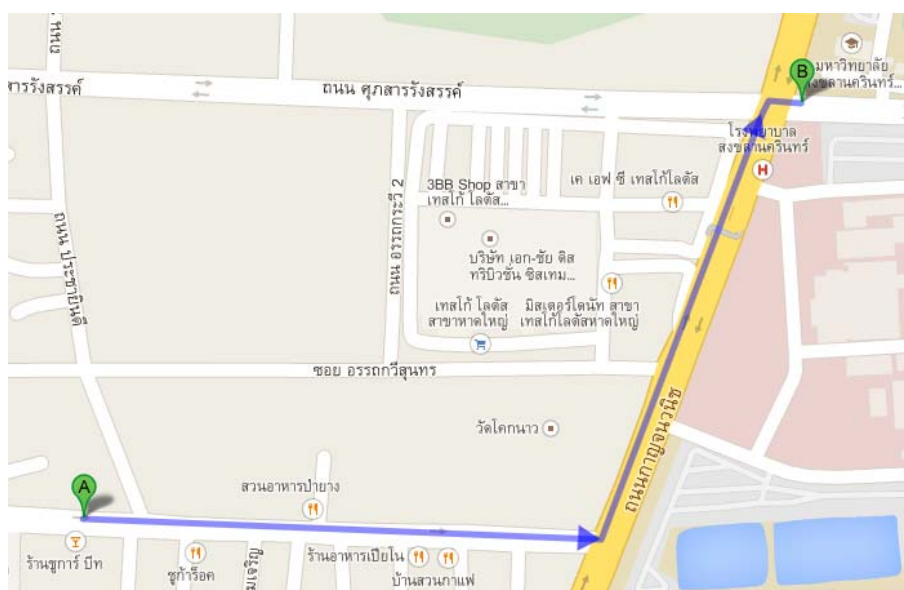 ถนน
สารรังสรรค์
ถนน ศุภสารรังสรรค์
B
มหาวิทยาลัย
สงขลานครินทร์...
โรงพยาบาล
สงขลานครินทร์
H
3BB Shop สาขา
เทสโก้ โลตัส...
เค เอฟ ซี เทสโก้โลตัส
ถนน อรรถกระวี 2
ถนน ประชายินดี
บริษัท เอก-ชัย ดิส
ทริบิวชั่น ซิสเทม...
เทสโก้ โลตัส
สาขาหาดใหญ่
มิสเตอร์โดนัท สาขา
เทสโก้โลตัสหาดใหญ่
ซอย อรรถกวีสุนทร
วัดโคกนาว
ถนนกาญจนวนิช
A
สวนอาหารป่ายาง
ร้านชูการ์ บีท
ชูก้าร็อค
มเจริญ
ร้านอาหารเปียโน
บ้านสวนกาแฟ